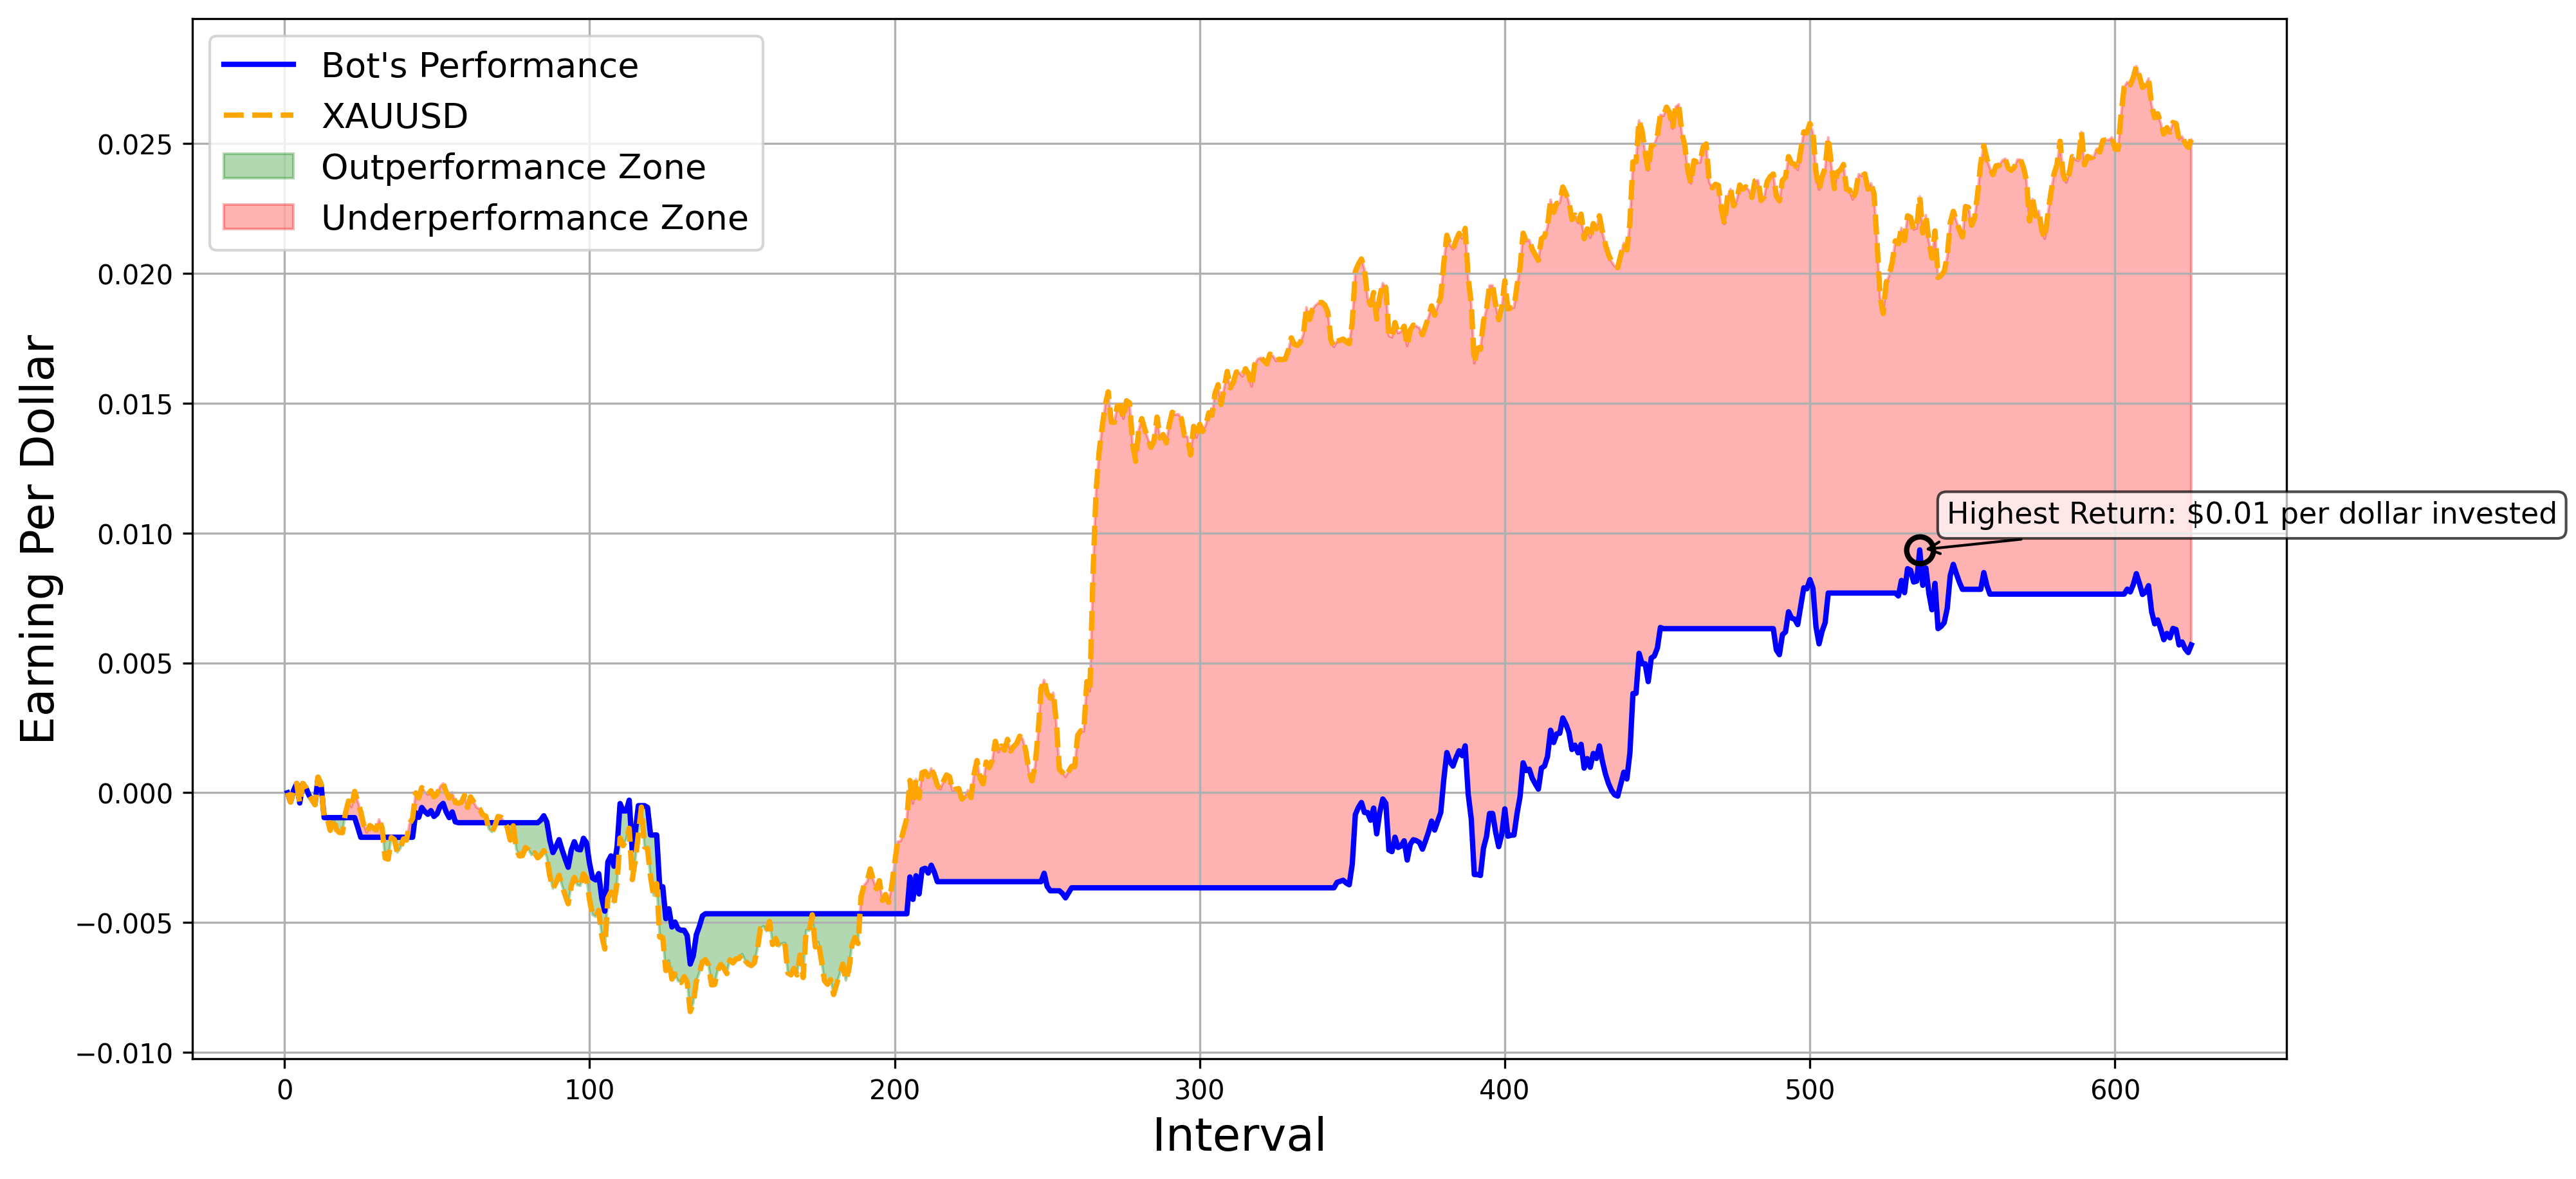 Bot's Performance
XAUUSD
Outperformance Zone
Underperformance Zone
Highest Return: $0.01 per dollar invested
Earning Per Dollar
0.025
0.020
0.015
0.010
0.005
0.000
−0.005
−0.010
0 100 200 300 400 500 600
Interval